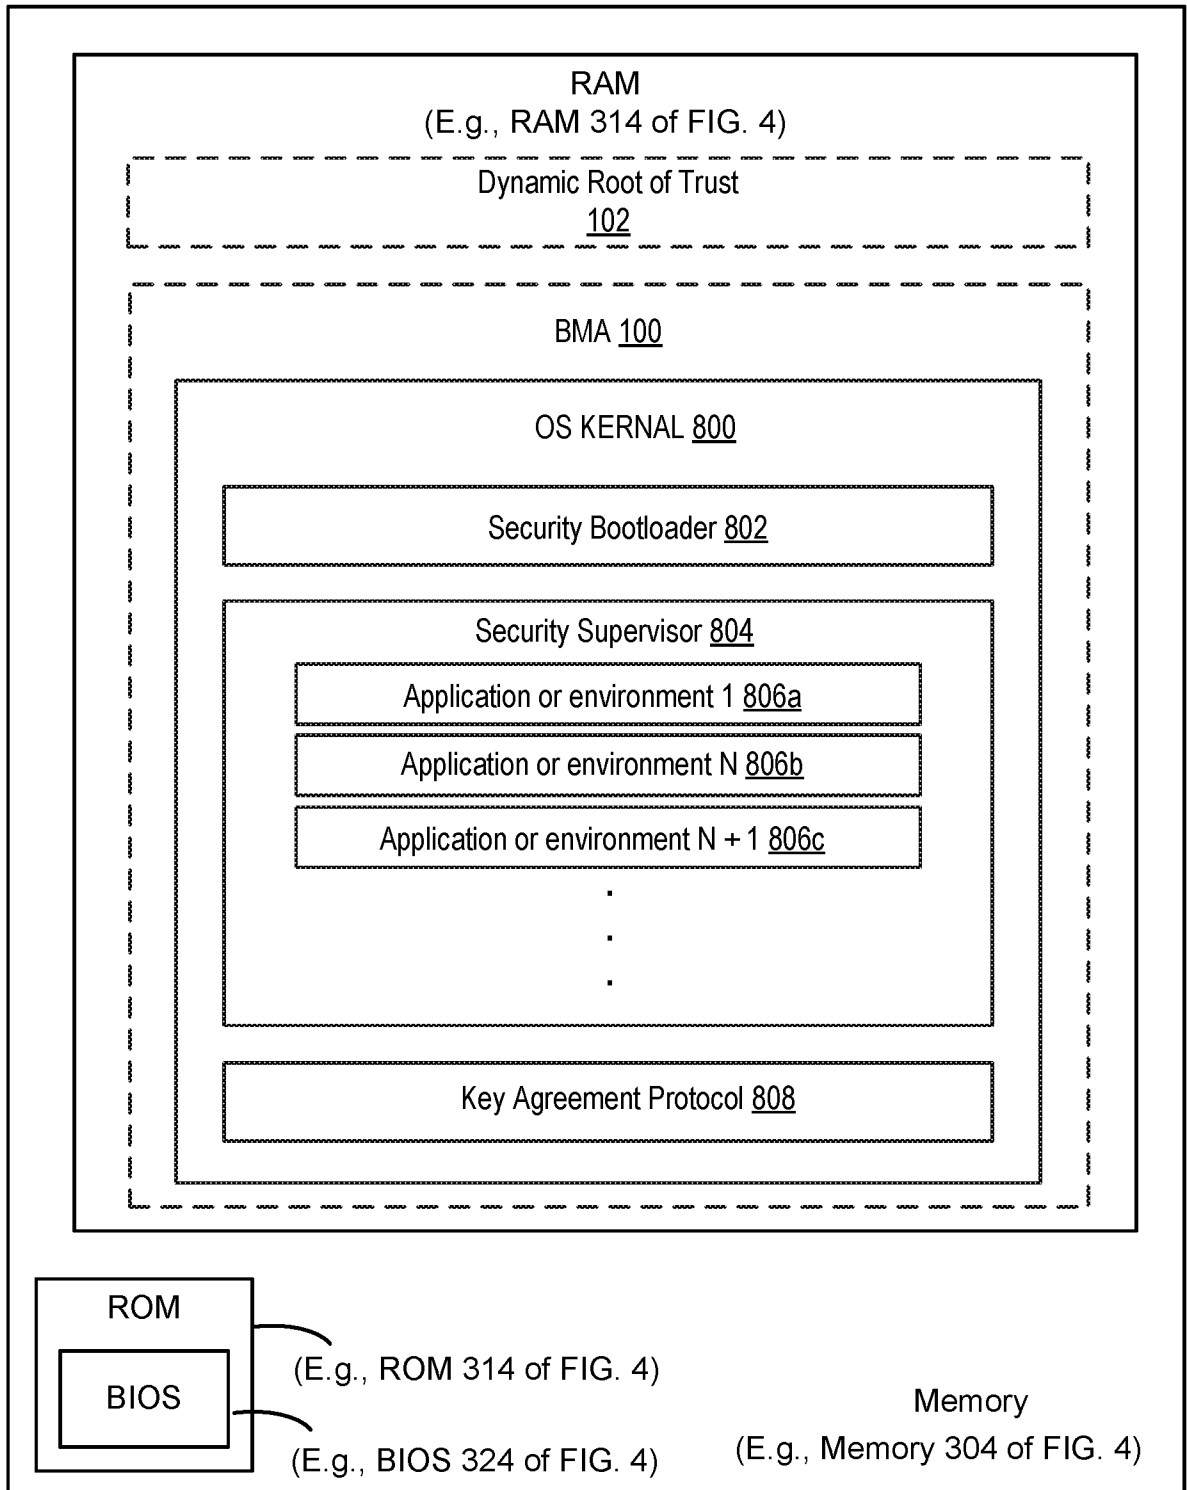 RAM
(E.g., RAM 314 of FIG. 4)
Dynamic Root of Trust
102
BMA 100
OS KERNAL 800
Security Bootloader 802
Security Supervisor 804
Application or environment 1 806a
Application or environment N 806b
Application or environment N + 1 806c
.
.
.
Key Agreement Protocol 808
ROM
(E.g., ROM 314 of FIG. 4)
BIOS
(E.g., BIOS 324 of FIG. 4)
Memory
(E.g., Memory 304 of FIG. 4)